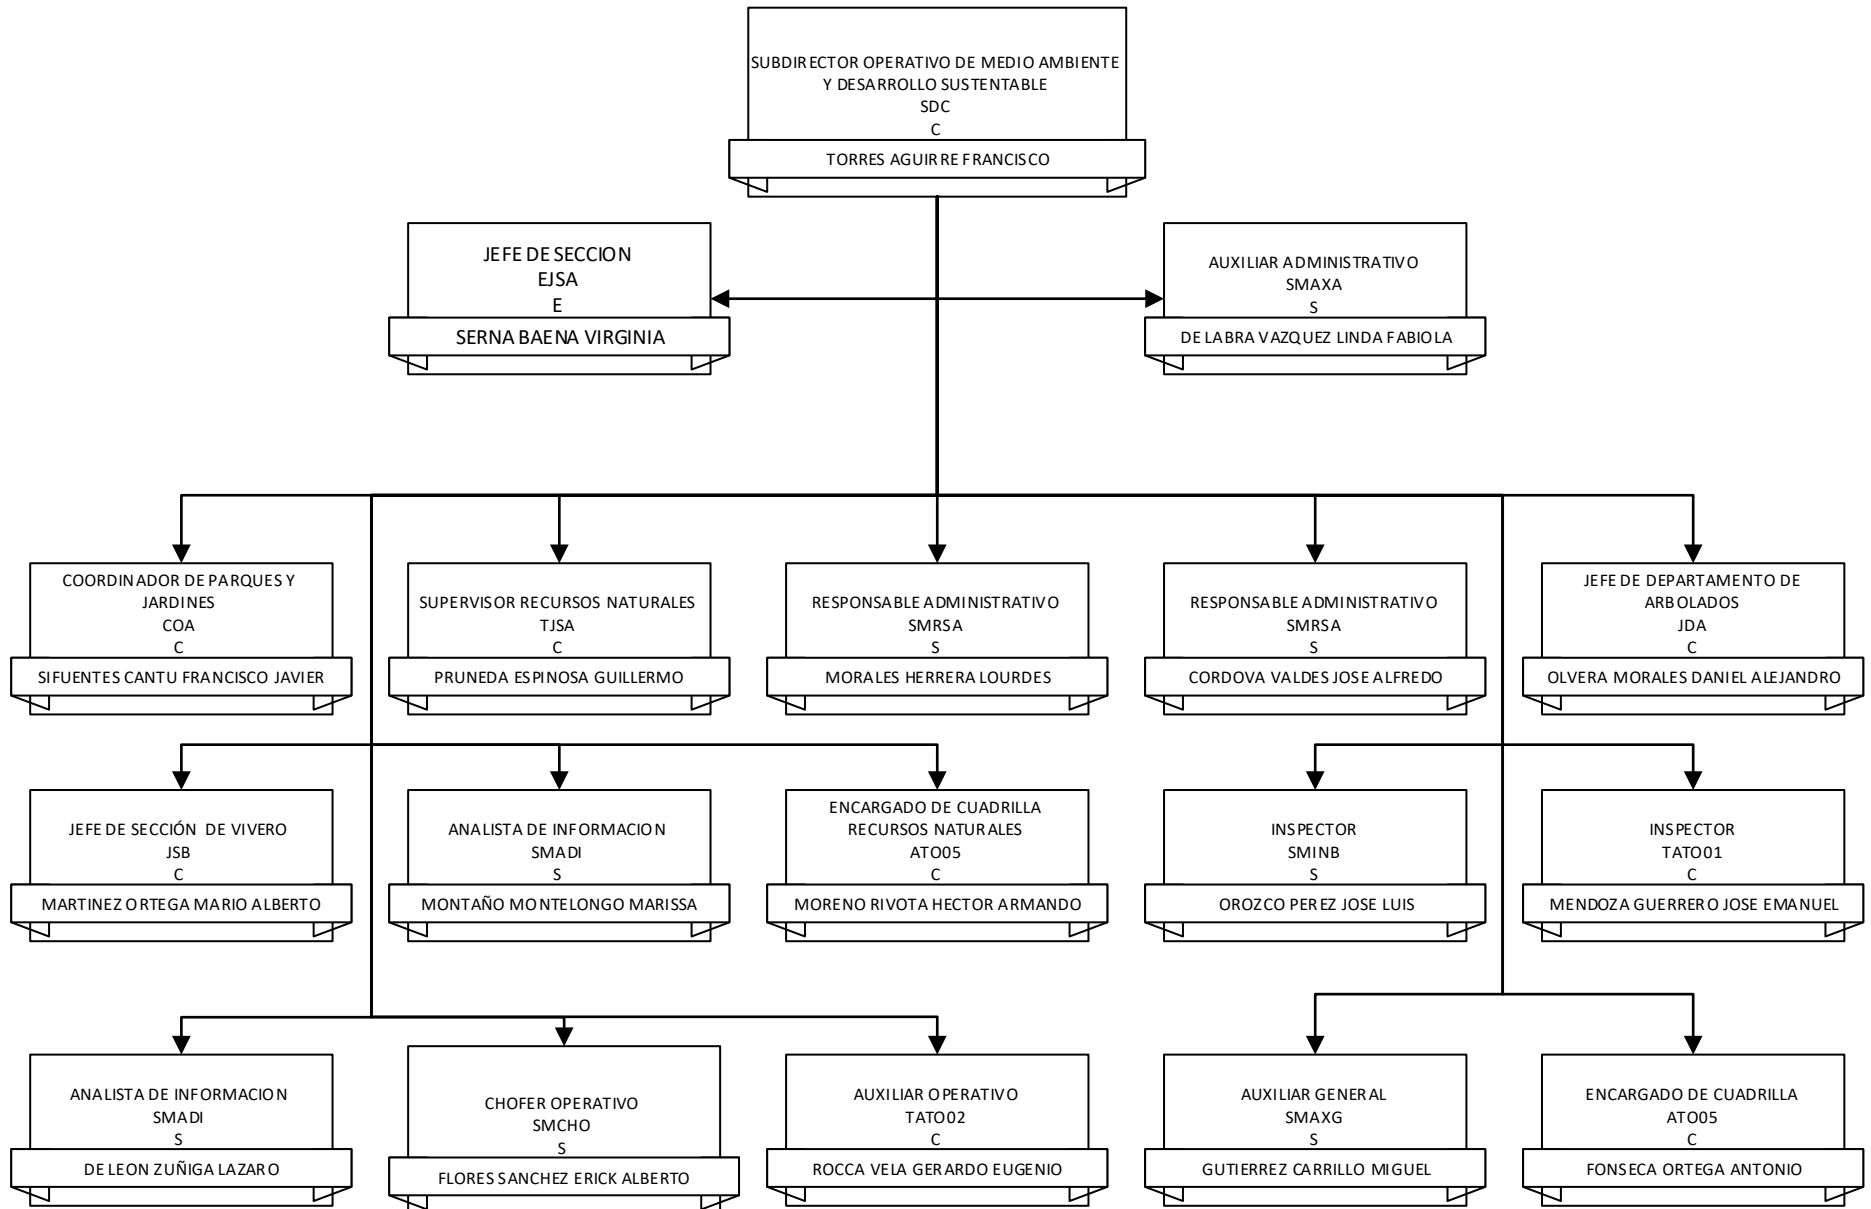 SUBDIRECTOR OPERATIVO DE MEDIO AMBIENTE
Y DESARROLLO SUSTENTABLE
SDC
C
TORRES AGUIRRE FRANCISCO
JEFE DE SECCION
EJSA
E
SERNA BAENA VIRGINIA
AUXILIAR ADMINISTRATIVO
SMAXA
S
DE LABRA VAZQUEZ LINDA FABIOLA
COORDINADOR DE PARQUES Y
JARDINES
COA
C
SIFUENTES CANTU FRANCISCO JAVIER
SUPERVISOR RECURSOS NATURALES
TJSA
C
PRUNEDA ESPINOSA GUILLERMO
RESPONSABLE ADMINISTRATIVO
SMRSA
S
MORALES HERRERA LOURDES
RESPONSABLE ADMINISTRATIVO
SMRSA
S
CORDOVA VALDES JOSE ALFREDO
JEFE DE DEPARTAMENTO DE
ARBOLADOS
JDA
C
OLVERA MORALES DANIEL ALEJANDRO
JEFE DE SECCIÓN DE VIVERO
JSB
C
MARTINEZ ORTEGA MARIO ALBERTO
ANALISTA DE INFORMACION
SMADI
S
MONTAÑO MONTELONGO MARISSA
ENCARGADO DE CUADRILLA
RECURSOS NATURALES
ATO05
C
MORENO RIVOTA HECTOR ARMANDO
INSPECTOR
SMINB
S
OROZCO PEREZ JOSE LUIS
INSPECTOR
TATO01
C
MENDOZA GUERRERO JOSE EMANUEL
ANALISTA DE INFORMACION
SMADI
S
DE LEON ZUÑIGA LAZARO
CHOFER OPERATIVO
SMCHO
S
FLORES SANCHEZ ERICK ALBERTO
AUXILIAR OPERATIVO
TATO02
C
ROCCA VELA GERARDO EUGENIO
AUXILIAR GENERAL
SMAXG
S
GUTIERREZ CARRILLO MIGUEL
ENCARGADO DE CUADRILLA
ATO05
C
FONSECA ORTEGA ANTONIO